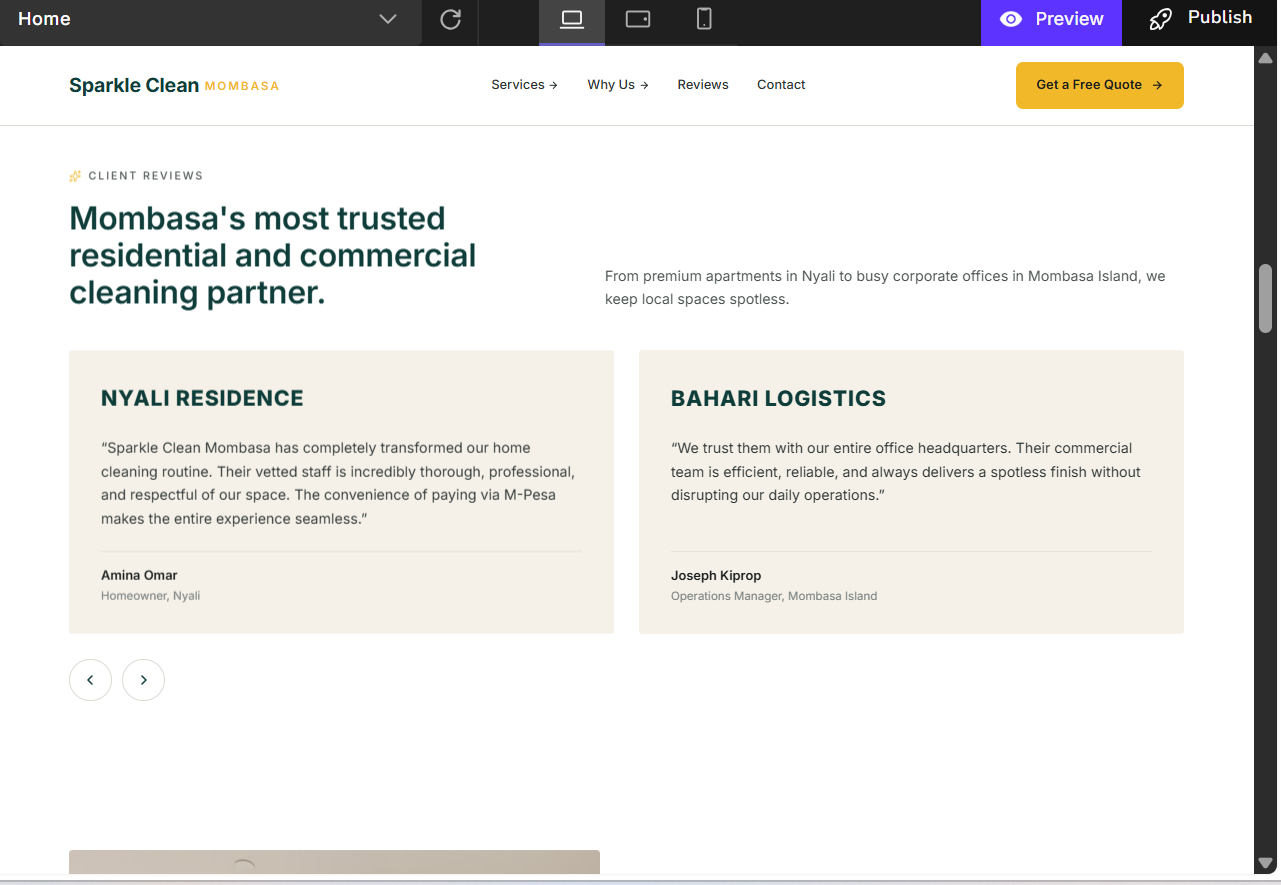 Home
Preview
Publish
Sparkle Clean MOMBASA
Services →
Why Us →
Reviews
Contact
Get a Free Quote →
CLIENT REVIEWS
Mombasa's most trusted
residential and commercial
cleaning partner.
From premium apartments in Nyali to busy corporate offices in Mombasa Island, we
keep local spaces spotless.
NYALI RESIDENCE
“Sparkle Clean Mombasa has completely transformed our home
cleaning routine. Their vetted staff is incredibly thorough, professional,
and respectful of our space. The convenience of paying via M-Pesa
makes the entire experience seamless.”
Amina Omar
Homeowner, Nyali
BAHARI LOGISTICS
“We trust them with our entire office headquarters. Their commercial
team is efficient, reliable, and always delivers a spotless finish without
disrupting our daily operations.”
Joseph Kiprop
Operations Manager, Mombasa Island